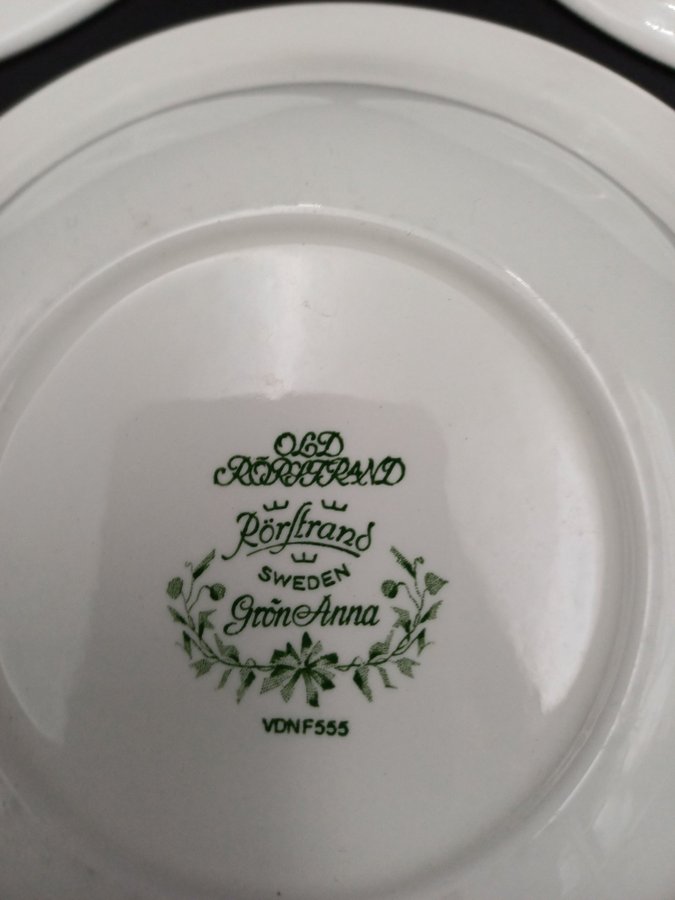 OLD
RÖRSTRAND
Rörstrand
SWEDEN
Grön Anna
VDNF555